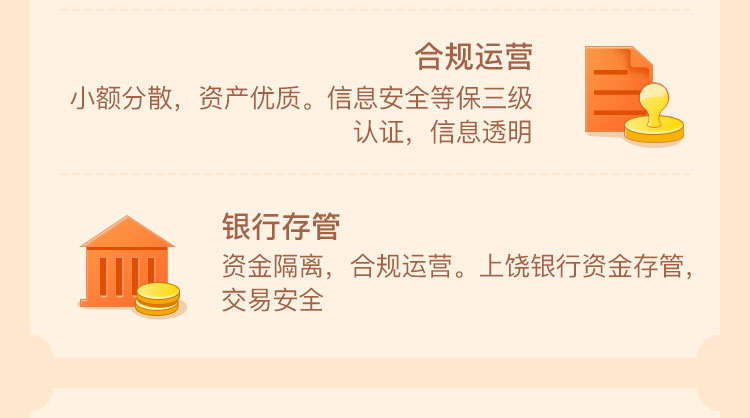 合规运营
小额分散，资产优质。信息安全等保三级
认证，信息透明
银行存管
资金隔离，合规运营。上饶银行资金存管，
交易安全